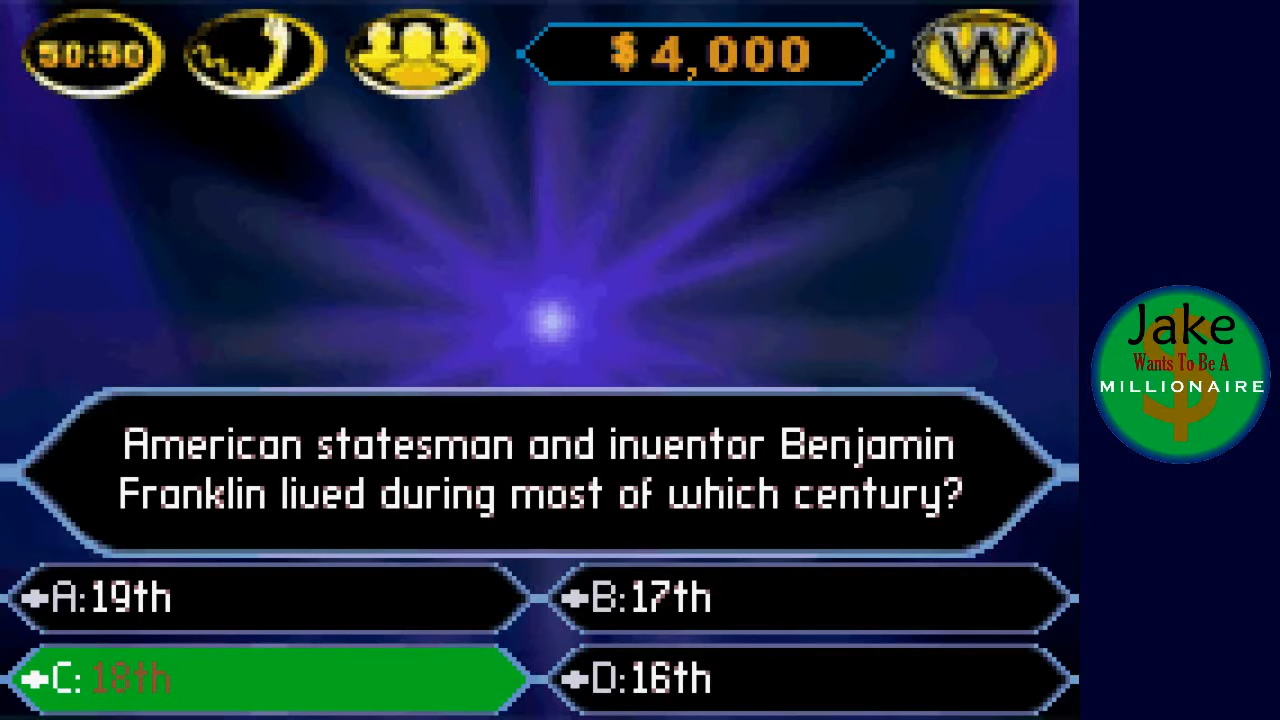 50:50
$4,000
W
American statesman and inventor Benjamin
Franklin lived during most of which century?
A:19th
B:17th
C: 18th
D:16th
Jake
Wants To Be A
MILLIONAIRE